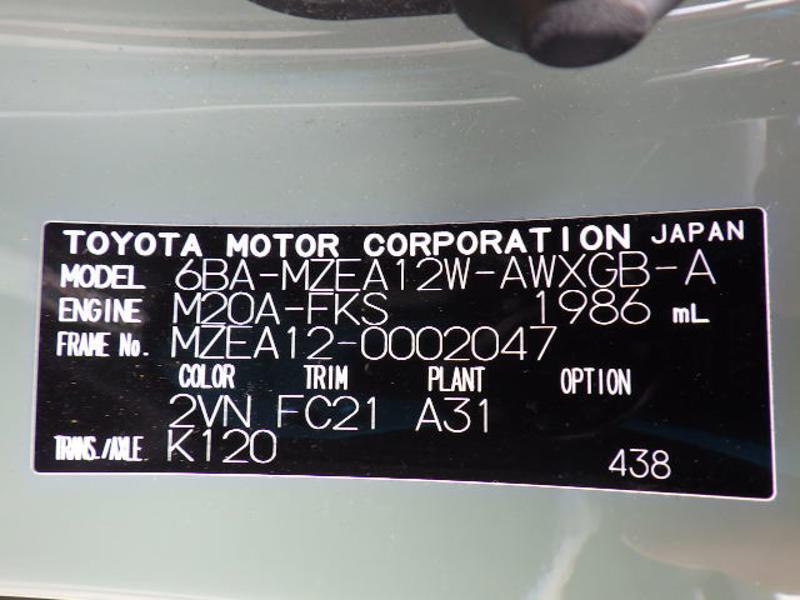 TOYOTA MOTOR CORPORATION JAPAN
MODEL 6BA-MZEA12W-AWXGB-A
ENGINE M20A-FKS 1986 mL
FRAME No. MZEA12-0002047
COLOR TRIM PLANT OPTION
2VN FC21 A31
TRANS./AXLE K120
438